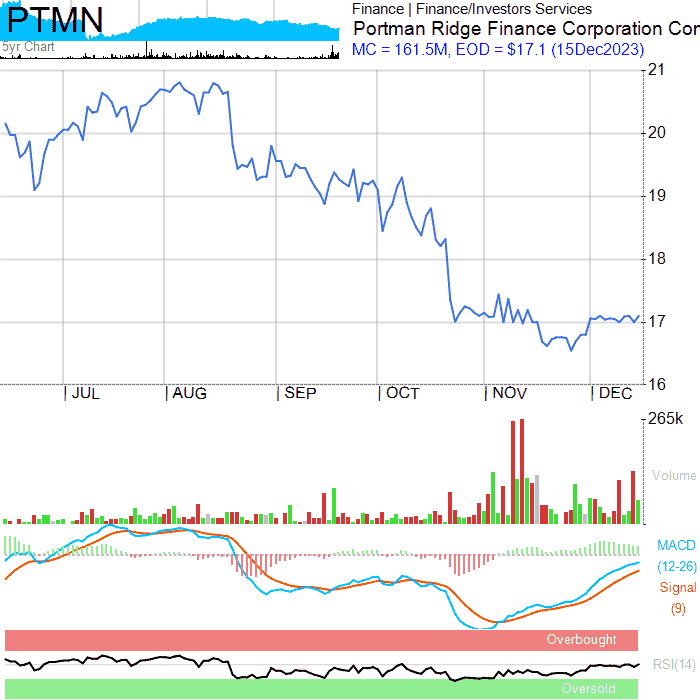 PTMN
5yr Chart
Finance | Finance/Investors Services
Portman Ridge Finance Corporation Con
MC = 161.5M, EOD = $17.1 (15Dec2023)
21
20
19
18
17
16
JUL AUG SEP OCT NOV DEC
265k
Volume
MACD
(12-26)
Signal
(9)
Overbought
RSI(14)
Oversold